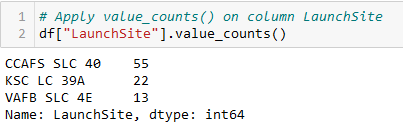 1 # Apply value_counts() on column LaunchSite
2 df["LaunchSite"].value_counts()
CCAFS SLC 40    55
KSC LC 39A      22
VAFB SLC 4E     13
Name: LaunchSite, dtype: int64